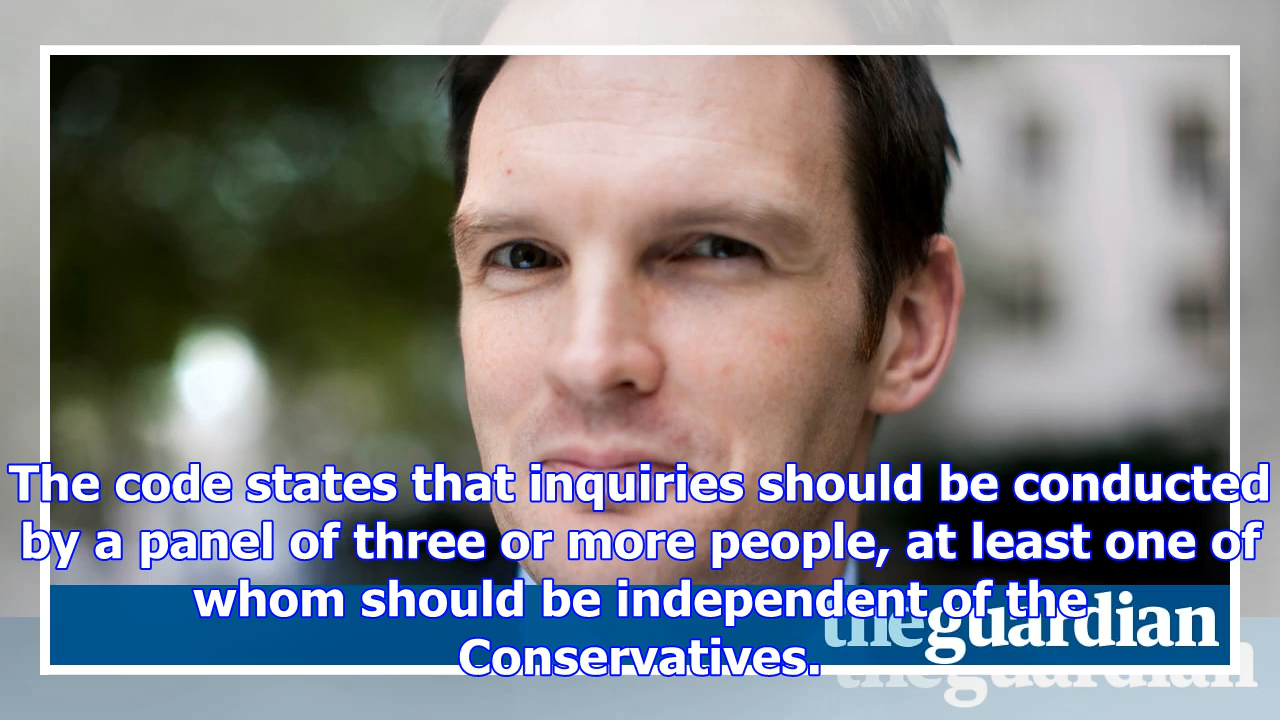 The code states that inquiries should be conducted
by a panel of three or more people, at least one of
whom should be independent of the
Conservatives.
theguardian
theguardian